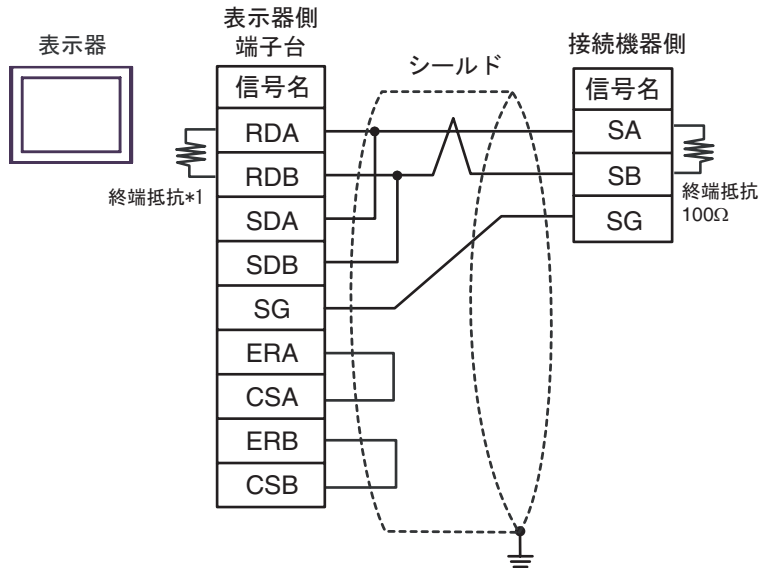 表示器
表示器側
端子台
信号名
RDA
RDB
SDA
SDB
SG
ERA
CSA
ERB
CSB
終端抵抗*1
シールド
接続機器側
信号名
SA
SB
SG
終端抵抗
100Ω